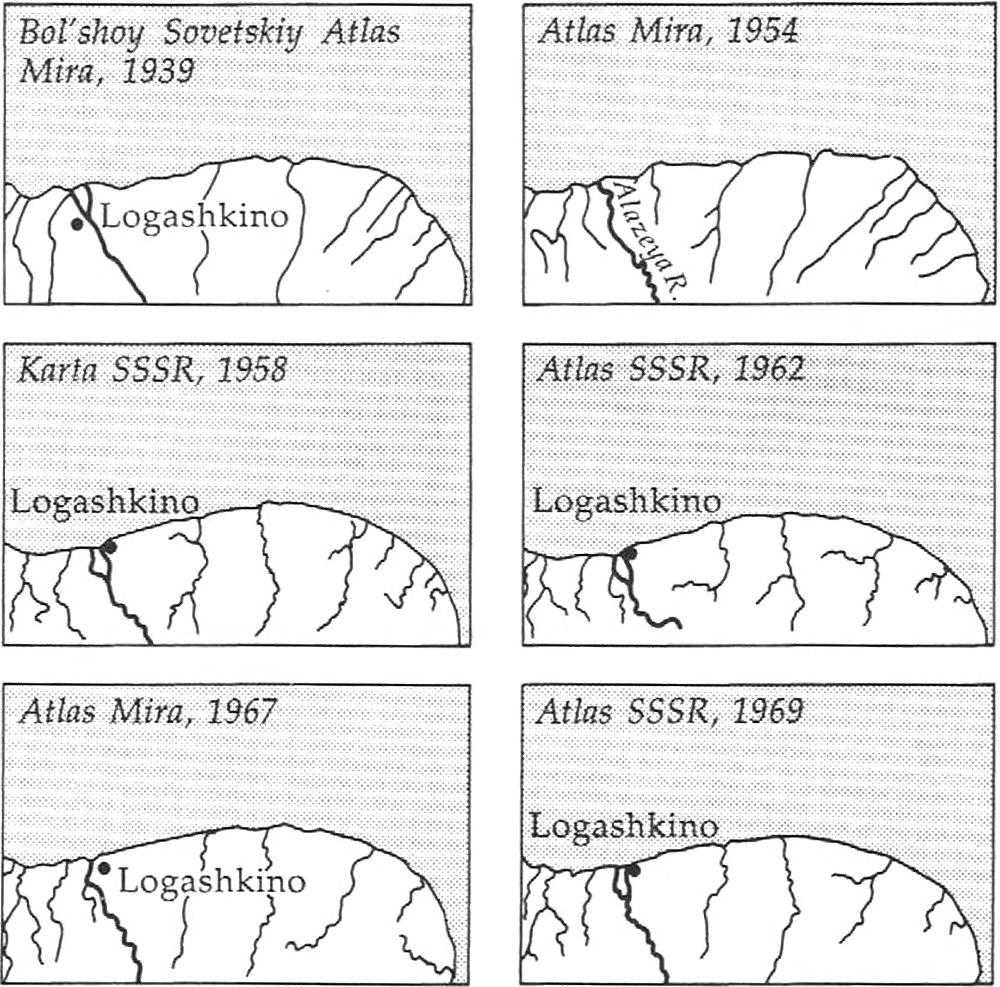 Bol'shoy Sovetskiy Atlas
Mira, 1939
Logashkino
Atlas Mira, 1954
Alazeya R.
Karta SSSR, 1958
Logashkino
Atlas SSSR, 1962
Logashkino
Atlas Mira, 1967
Logashkino
Atlas SSSR, 1969
Logashkino